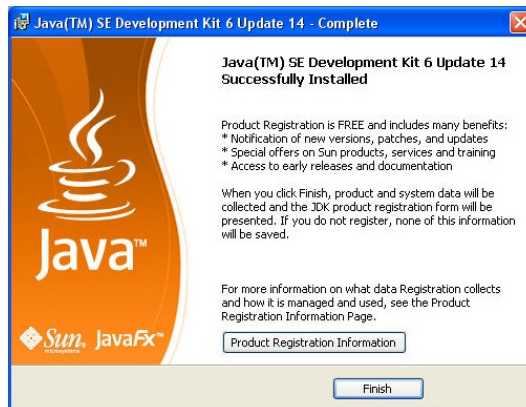 Java(TM) SE Development Kit 6 Update 14 - Complete
Java(TM) SE Development Kit 6 Update 14
Successfully Installed
Product Registration is FREE and includes many benefits:
* Notification of new versions, patches, and updates
* Special offers on Sun products, services and training
* Access to early releases and documentation
When you click Finish, product and system data will be
collected and the JDK product registration form will be
presented. If you do not register, none of this information
will be saved.
Java™
For more information on what data Registration collects
and how it is managed and used, see the Product
Registration Information Page.
Sun JavaFX™
microsystems
Product Registration Information
Finish